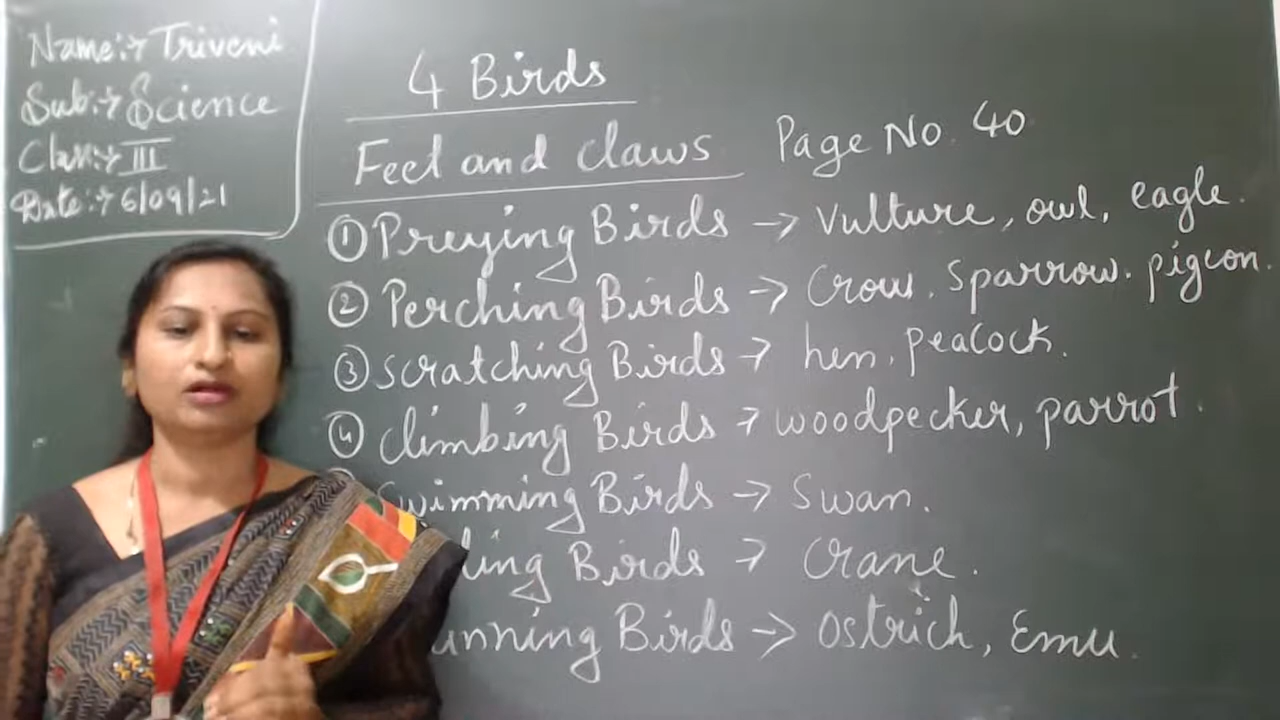 Name:→ Triveni
Sub:→ Science
Class:→ III
Date:→ 6/09/21
4 Birds
Feet and claws Page No. 40
① Preying Birds → Vulture, owl, eagle.
② Perching Birds → Crow, Sparrow, pigeon.
③ scratching Birds → hen, peacock.
④ climbing Birds → woodpecker, parrot.
Swimming Birds → Swan.
ding Birds → Crane.
unning Birds → Ostrich, Emu.